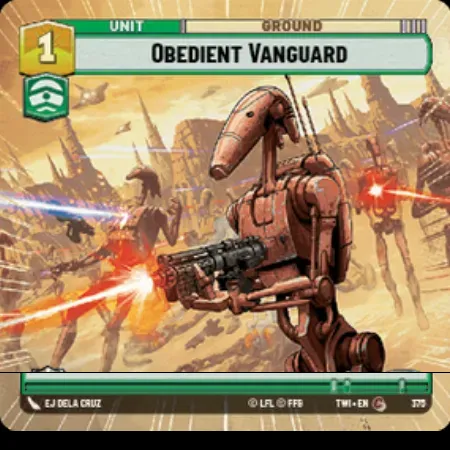 UNIT
GROUND
1
OBEDIENT VANGUARD
EJ DELA CRUZ
© LFL © FFG
TWI • EN
375